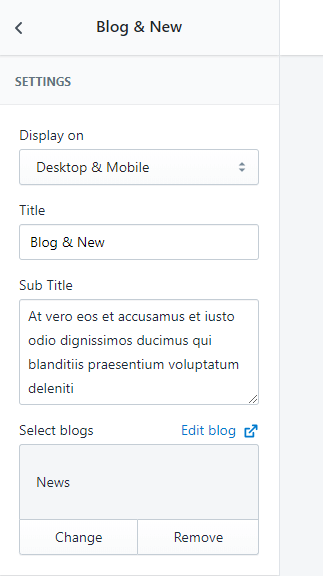 Blog & New
SETTINGS
Display on
Desktop & Mobile
Title
Blog & New
Sub Title
At vero eos et accusamus et iusto
odio dignissimos ducimus qui
blanditiis praesentium voluptatum
deleniti
Select blogs Edit blog
News
Change Remove